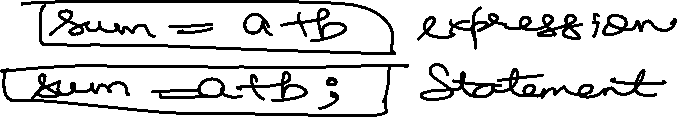 sum = a+b expression
sum = a+b; Statement